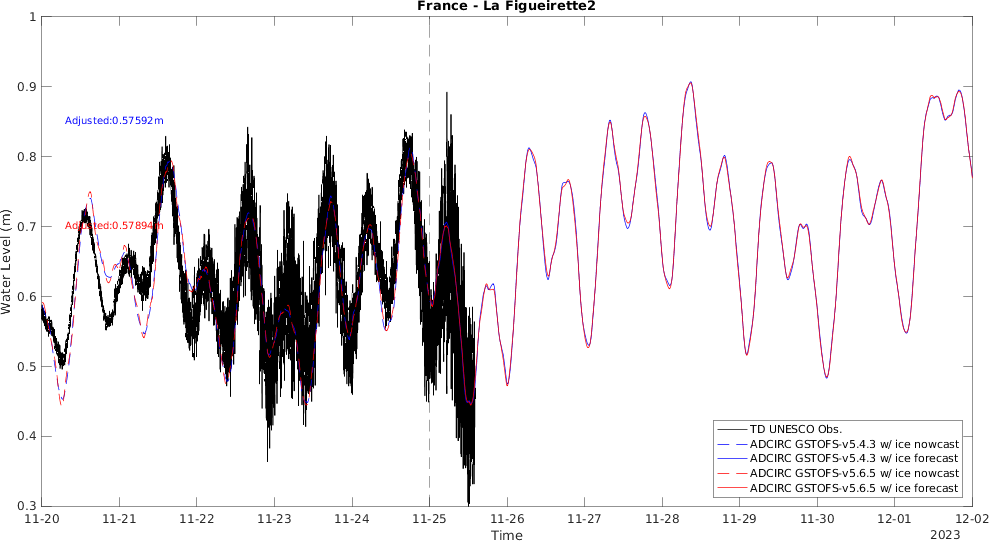 France - La Figueirette2
1
0.9
0.8
0.7
0.6
0.5
0.4
0.3
Water Level (m)
Adjusted:0.57592m
Adjusted:0.57894m
TD UNESCO Obs.
ADCIRC GSTOFS-v5.4.3 w/ ice nowcast
ADCIRC GSTOFS-v5.4.3 w/ ice forecast
ADCIRC GSTOFS-v5.6.5 w/ ice nowcast
ADCIRC GSTOFS-v5.6.5 w/ ice forecast
11-20 11-21 11-22 11-23 11-24 11-25 11-26 11-27 11-28 11-29 11-30 12-01 12-02
Time
2023